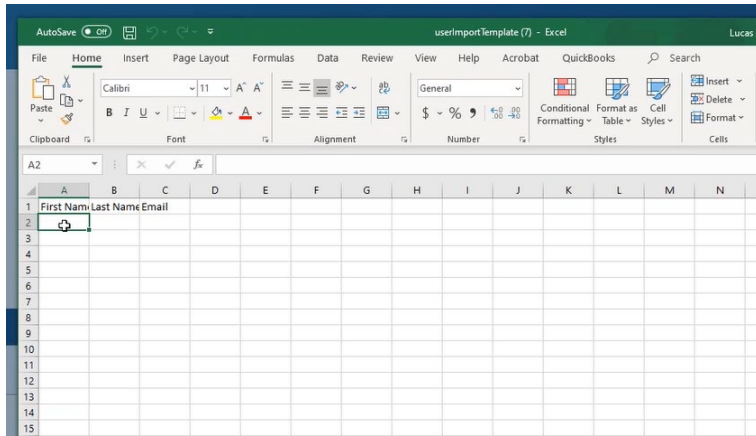 AutoSave Off userImportTemplate (7) - Excel Lucas
File Home Insert Page Layout Formulas Data Review View Help Acrobat QuickBooks Search
Paste
Calibri 11 A^ A˅
General
Conditional Formatting
Format as Table
Cell Styles
Insert
Delete
Format
B I U A
$ % 9
Clipboard Font Alignment Number Styles Cells
A2 fx
A B C D E F G H I J K L M N
1 First Nam Last Name Email
2
3
4
5
6
7
8
9
10
11
12
13
14
15